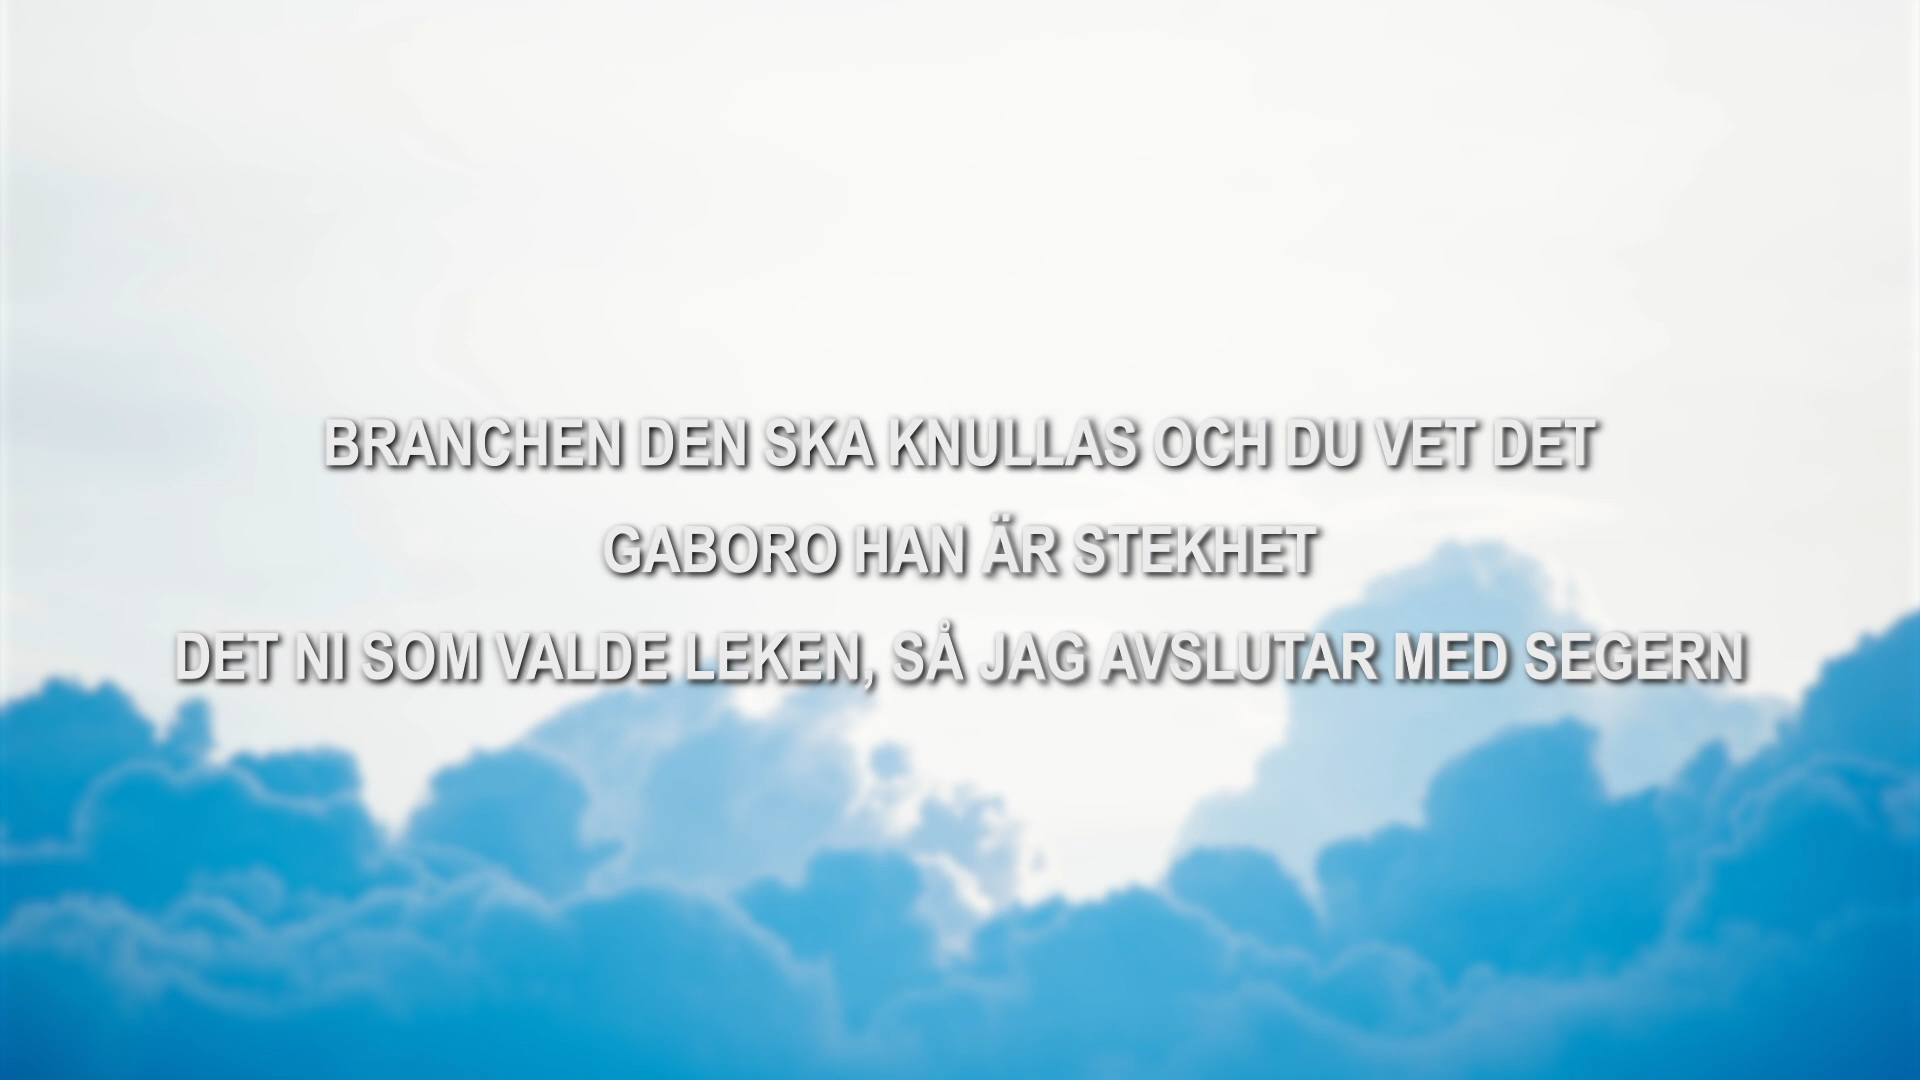 BRANCHEN DEN SKA KNULLAS OCH DU VET DET
GABORO HAN ÄR STEKHET
DET NI SOM VALDE LEKEN, SÅ JAG AVSLUTAR MED SEGERN